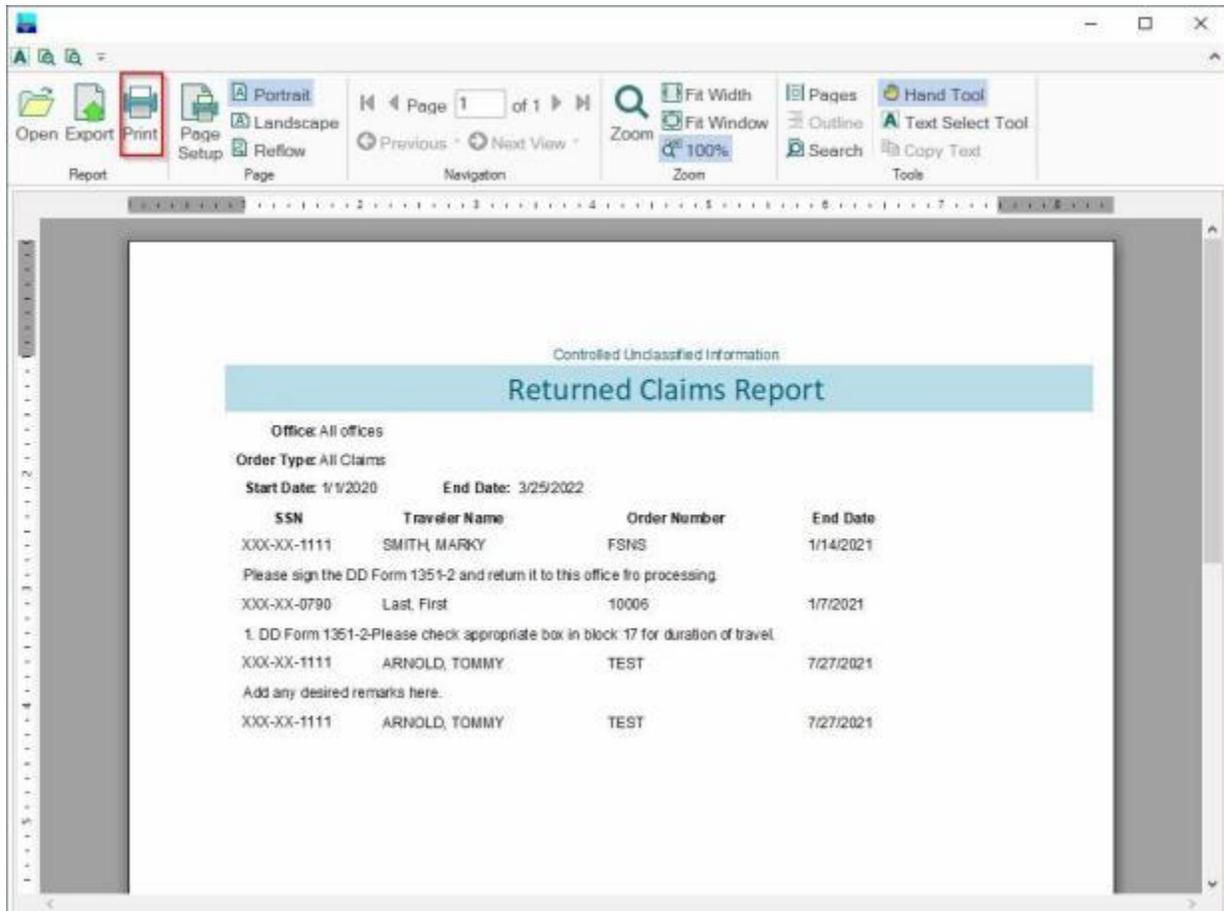 Open Export Print
Page Setup
Portrait
Landscape
Reflow
Page 1 of 1
Previous Next View
Zoom
Fit Width
Fit Window
100%
Pages
Outline
Search
Hand Tool
Text Select Tool
Copy Text
Report Page Navigation Zoom Tools
Controlled Unclassified Information
Returned Claims Report
Office: All offices
Order Type: All Claims
Start Date: 1/1/2020 End Date: 3/25/2022
SSN Traveler Name Order Number End Date
XXX-XX-1111 SMITH, MARKY FSNS 1/14/2021
Please sign the DD Form 1351-2 and return it to this office fro processing.
XXX-XX-0790 Last, First 10006 1/7/2021
1. DD Form 1351-2-Please check appropriate box in block 17 for duration of travel.
XXX-XX-1111 ARNOLD, TOMMY TEST 7/27/2021
Add any desired remarks here.
XXX-XX-1111 ARNOLD, TOMMY TEST 7/27/2021